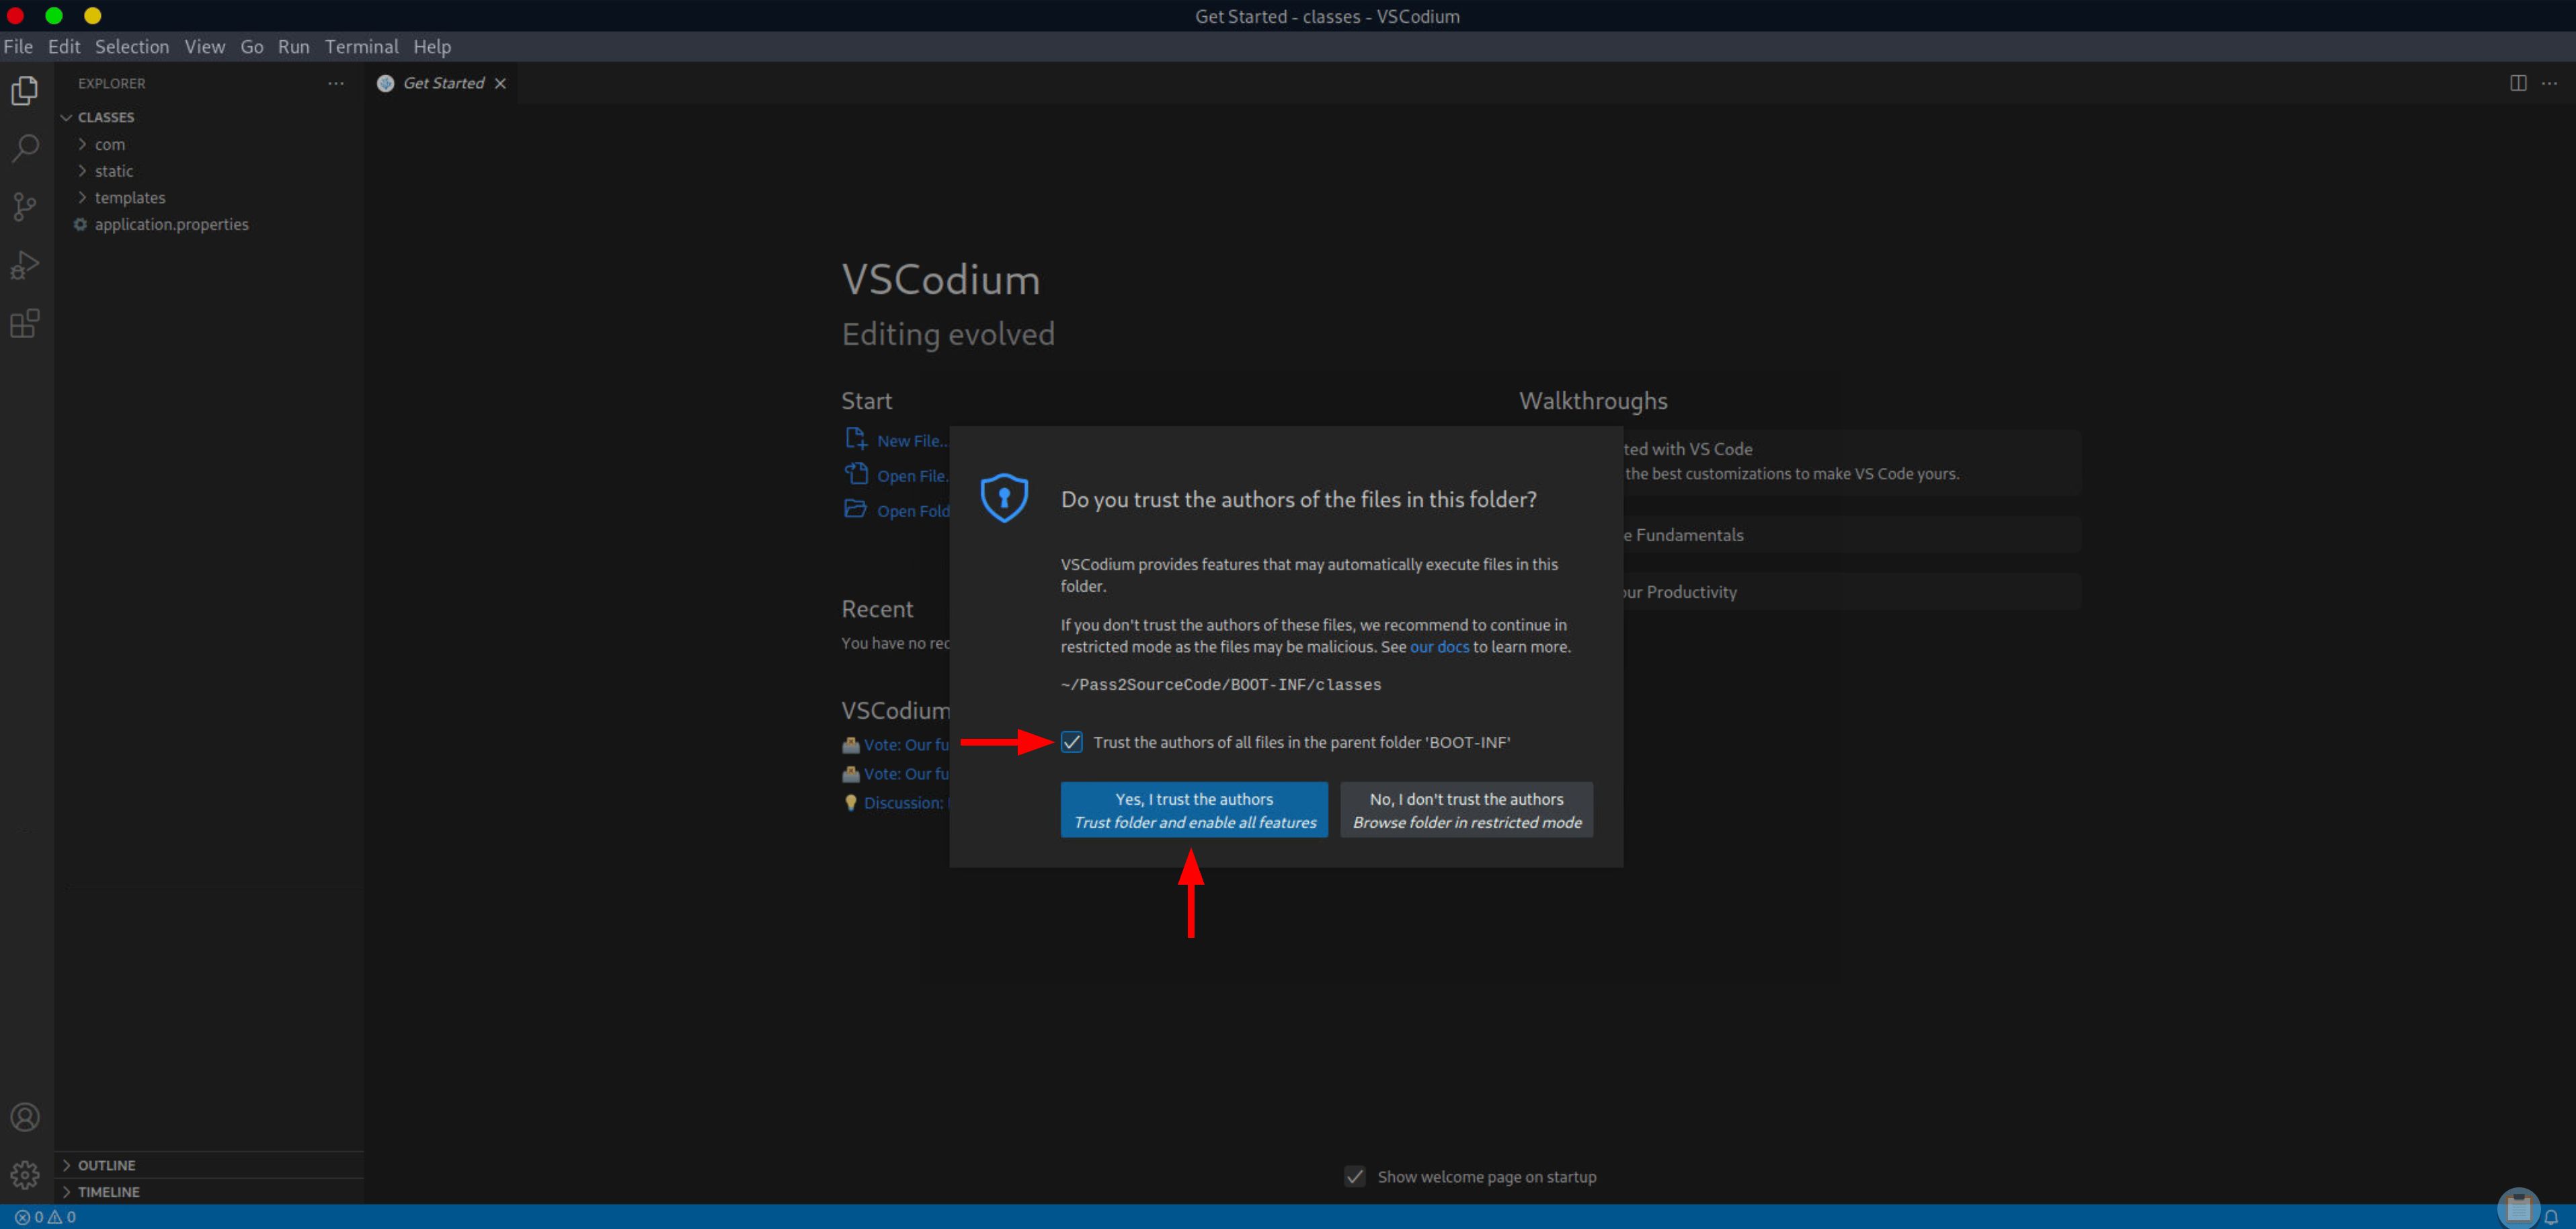 Get Started - classes - VSCodium
File Edit Selection View Go Run Terminal Help
EXPLORER
Get Started
CLASSES
com
static
templates
application.properties
VSCodium
Editing evolved
Start
New File...
Open File.
Open Fold
Recent
You have no rec
VSCodium
Vote: Our fu
Vote: Our fu
Discussion:
Walkthroughs
ted with VS Code
the best customizations to make VS Code yours.
e Fundamentals
our Productivity
Do you trust the authors of the files in this folder?
VSCodium provides features that may automatically execute files in this
folder.
If you don't trust the authors of these files, we recommend to continue in
restricted mode as the files may be malicious. See our docs to learn more.
~/Pass2SourceCode/BOOT-INF/classes
Trust the authors of all files in the parent folder 'BOOT-INF'
Yes, I trust the authors
Trust folder and enable all features
No, I don't trust the authors
Browse folder in restricted mode
Show welcome page on startup
OUTLINE
TIMELINE
0 0